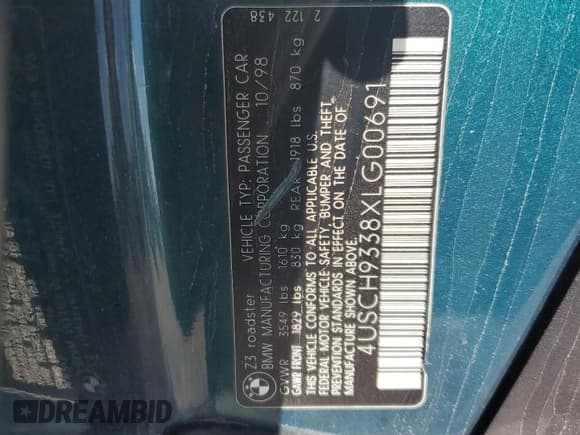 Z3 roadster VEHICLE TYP: PASSENGER CAR 2 122 438
BMW MANUFACTURING CORPORATION 10/98
GVWR 3549 lbs 1610 kg
GAWR FRONT 1829 lbs 830 kg REAR 1918 lbs 870 kg
THIS VEHICLE CONFORMS TO ALL APPLICABLE U.S.
FEDERAL MOTOR VEHICLE-SAFETY, BUMPER AND THEFT
PREVENTION STANDARDS IN EFFECT ON THE DATE OF
MANUFACTURE SHOWN ABOVE.
4USCH9338XLG00691
DREAMBID